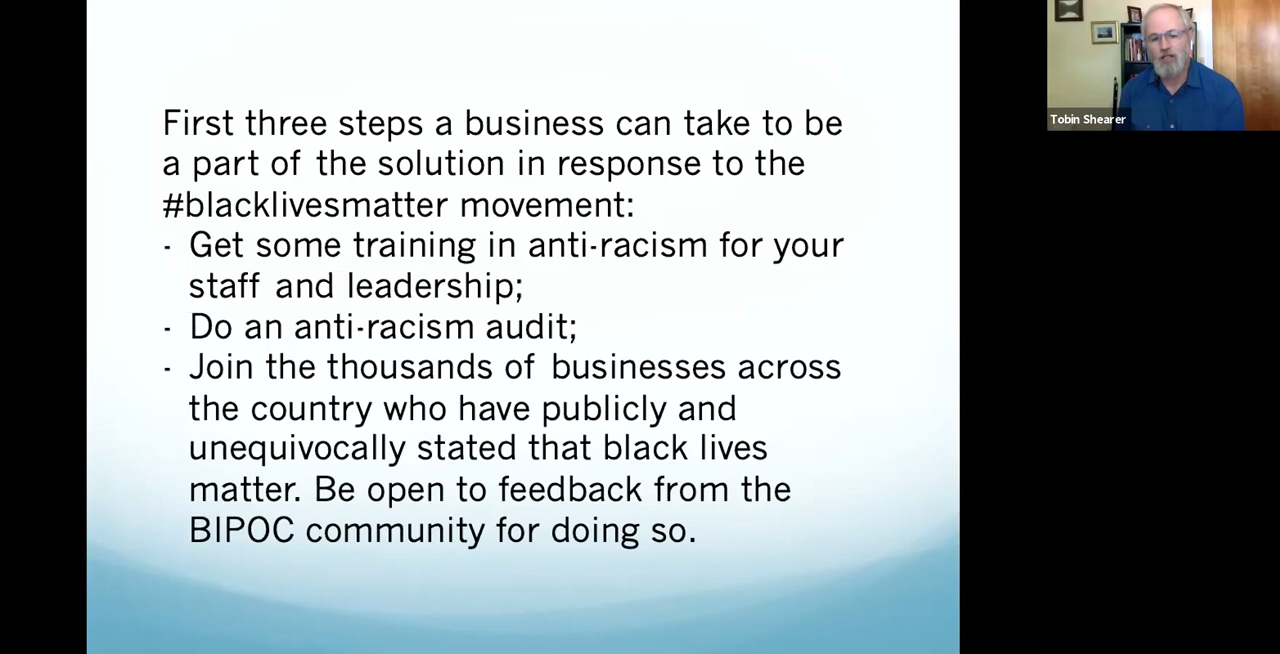 First three steps a business can take to be
a part of the solution in response to the
#blacklivesmatter movement:
- Get some training in anti-racism for your
staff and leadership;
- Do an anti-racism audit;
- Join the thousands of businesses across
the country who have publicly and
unequivocally stated that black lives
matter. Be open to feedback from the
BIPOC community for doing so.
Tobin Shearer